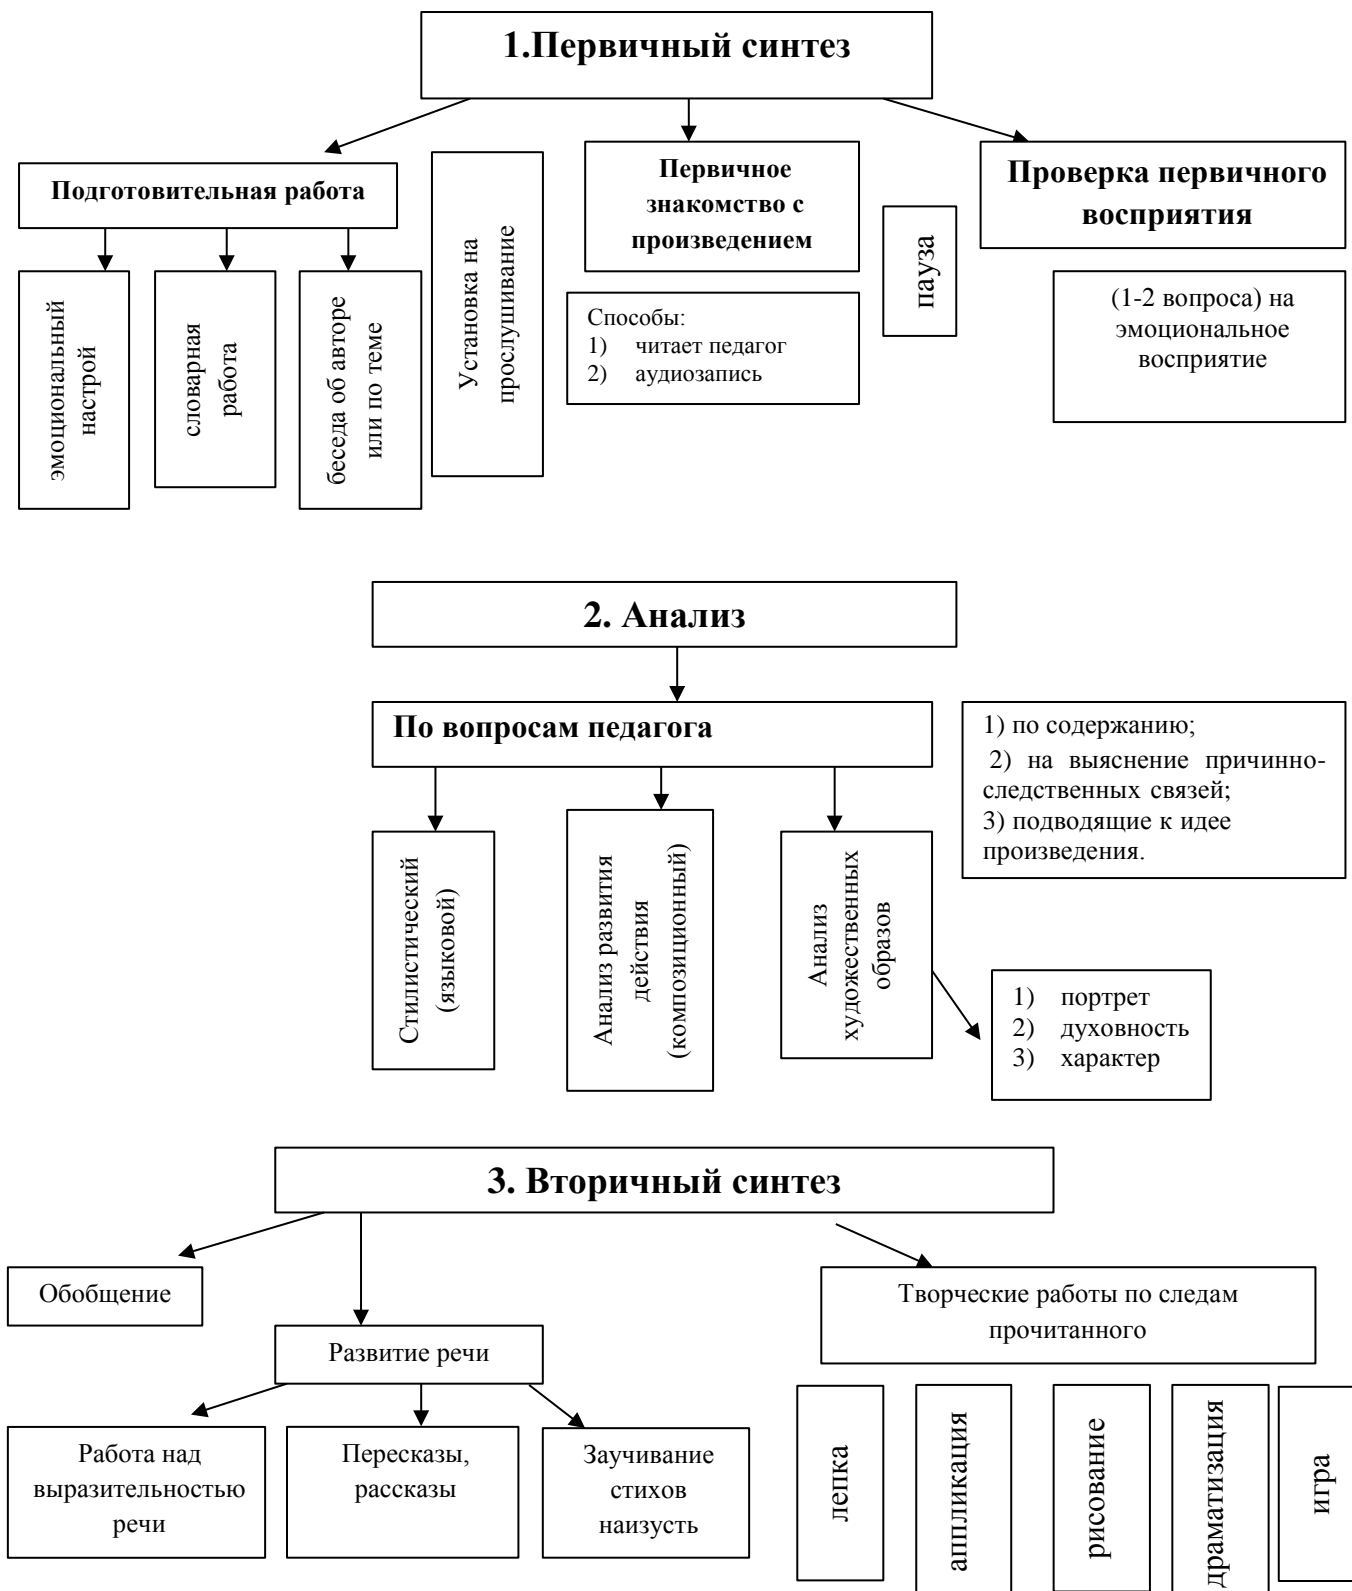 1.Первичный синтез
Подготовительная работа
эмоциональный
настрой
словарная
работа
беседа об авторе
или по теме
Установка на
прослушивание
Первичное
знакомство с
произведением
Способы:
1) читает педагог
2) аудиозапись
пауза
Проверка первичного
восприятия
(1-2 вопроса) на
эмоциональное
восприятие
2. Анализ
По вопросам педагога
1) по содержанию;
2) на выяснение причинно-
следственных связей;
3) подводящие к идее
произведения.
Стилистический
(языковой)
Анализ развития
действия
(композиционный)
Анализ
художественных
образов
1) портрет
2) духовность
3) характер
3. Вторичный синтез
Обобщение
Развитие речи
Работа над
выразительностью
речи
Пересказы,
рассказы
Заучивание
стихов
наизусть
Творческие работы по следам
прочитанного
лепка
аппликация
рисование
драматизация
игра